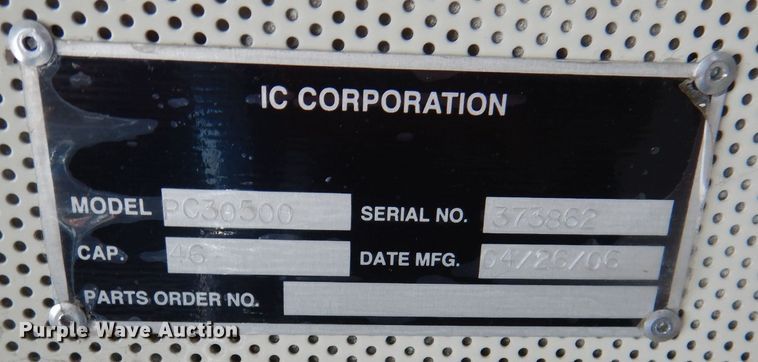 IC CORPORATION
MODEL PC30500 SERIAL NO. 373862
CAP. 46 DATE MFG. 04/26/06
PARTS ORDER NO.
Purple Wave Auction